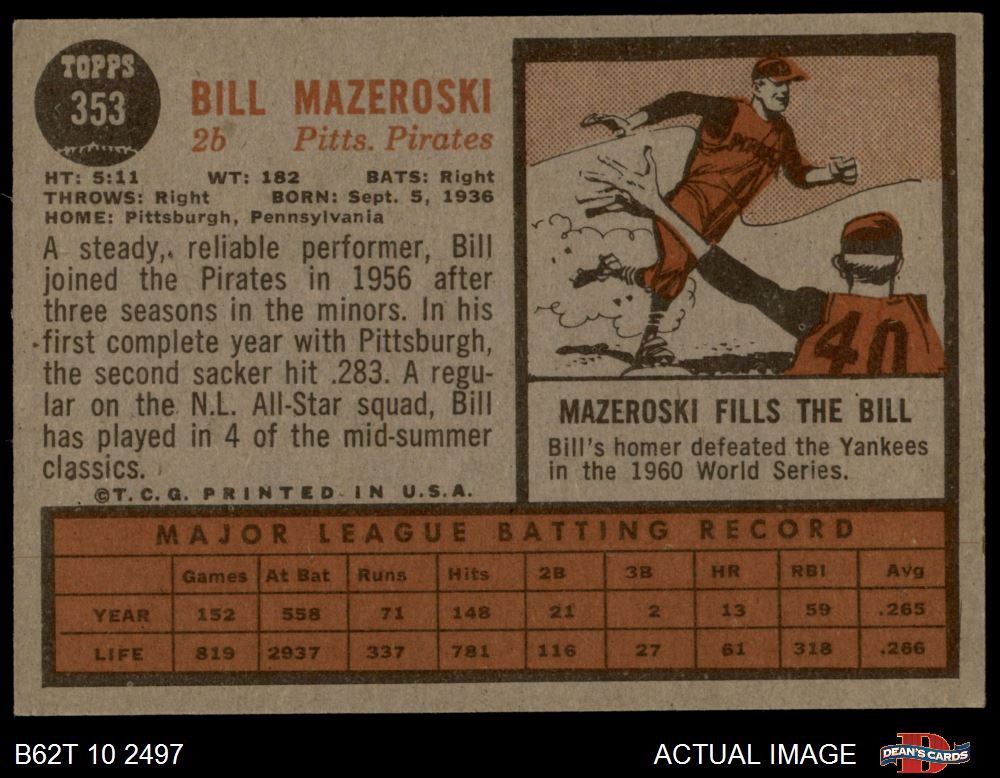 TOPPS
353
BILL MAZEROSKI
2b Pitts. Pirates
HT: 5:11 WT: 182 BATS: Right
THROWS: Right BORN: Sept. 5, 1936
HOME: Pittsburgh, Pennsylvania
A steady, reliable performer, Bill
joined the Pirates in 1956 after
three seasons in the minors. In his
first complete year with Pittsburgh,
the second sacker hit .283. A regu-
lar on the N.L. All-Star squad, Bill
has played in 4 of the mid-summer
classics.
©T.C.G. PRINTED IN U.S.A.
40
MAZEROSKI FILLS THE BILL
Bill's homer defeated the Yankees
in the 1960 World Series.
MAJOR LEAGUE BATTING RECORD
Games At Bat Runs Hits 2B 3B HR RBI Avg
YEAR 152 558 71 148 21 2 13 59 .265
LIFE 819 2937 337 781 116 27 61 318 .266
B62T 10 2497 ACTUAL IMAGE
DEAN'S CARDS